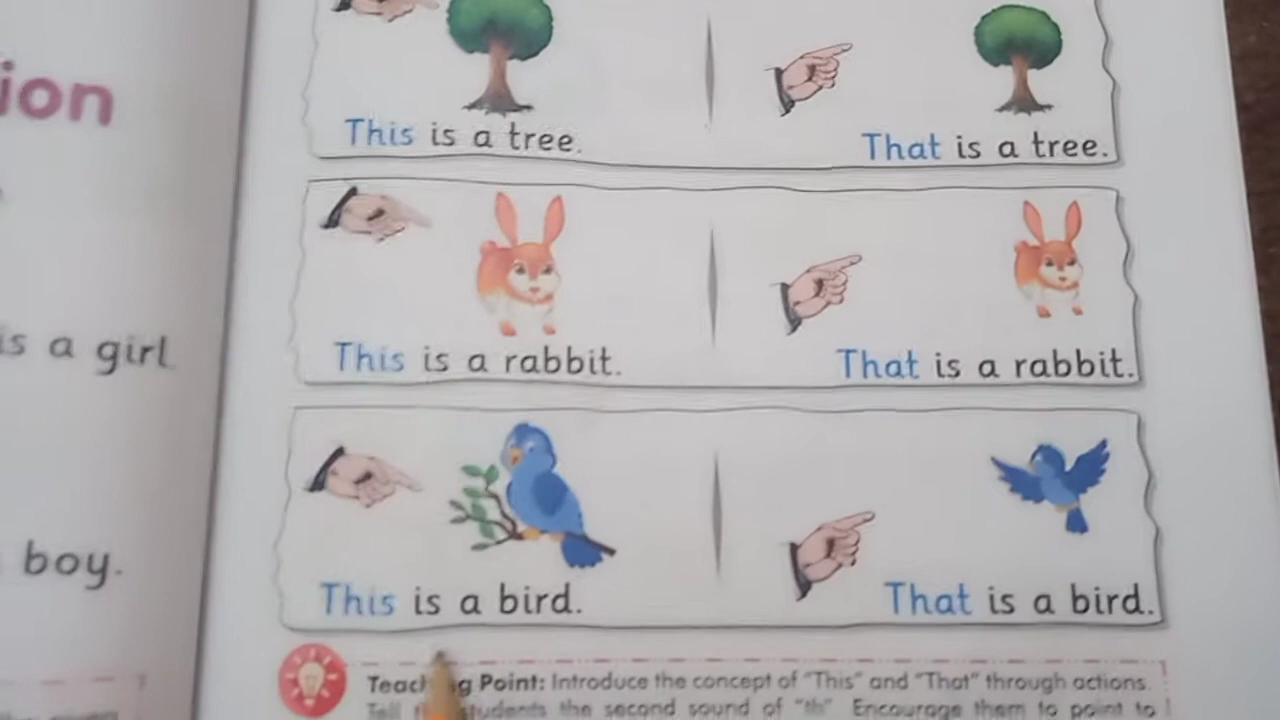 ion
is a girl
boy.
This is a tree. That is a tree.
This is a rabbit. That is a rabbit.
This is a bird. That is a bird.
Teaching Point: Introduce the concept of "This" and "That" through actions.
Tell students the second sound of "th" Encourage them to point to